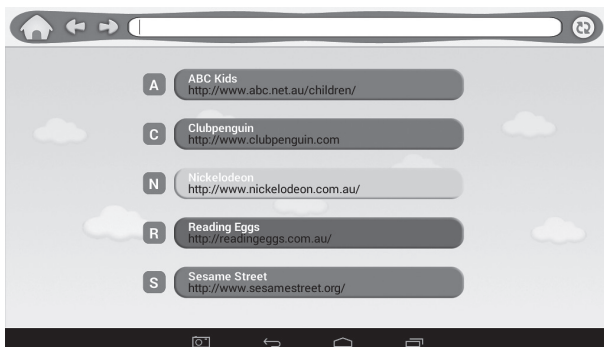 A
ABC Kids
http://www.abc.net.au/children/
C
Clubpenguin
http://www.clubpenguin.com
N
Nickelodeon
http://www.nickelodeon.com.au/
R
Reading Eggs
http://readingeggs.com.au/
S
Sesame Street
http://www.sesamestreet.org/